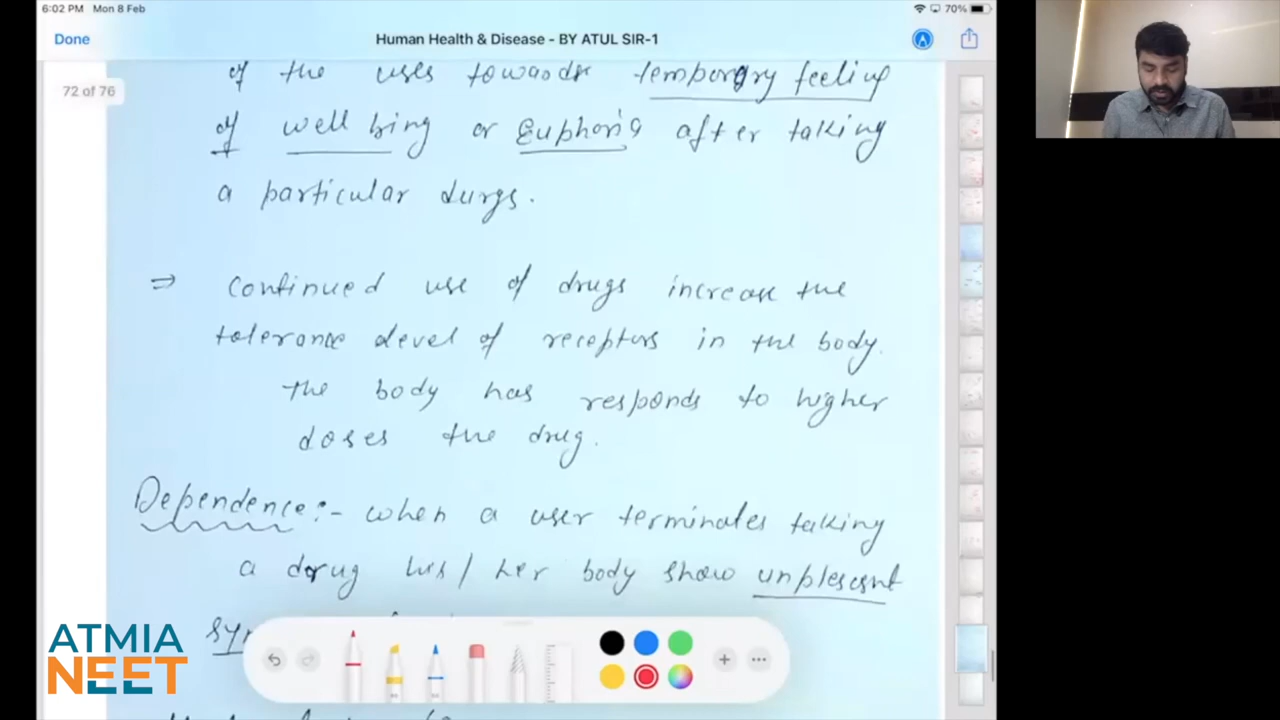 6:02 PM Mon 8 Feb
70%
Done
Human Health & Disease - BY ATUL SIR-1
72 of 76
of the uses towards temporary feeling
of well bing or Euphoria after taking
a particular durgs.
⇒ continued use of drugs increase the
tolerance level of receptors in the body.
The body has responds to higher
doses the drug.
Dependence:- when a user terminates taking
a drug his/her body show unplesent
ATMIA
NEET